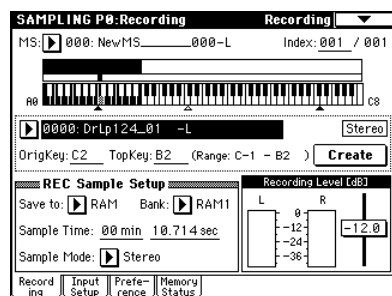 SAMPLING P0:Recording Recording
MS: 000: NewMS______000-L Index: 001 / 001
A0 C8
0000: DrLp124_01 -L Stereo
OrigKey: C2 TopKey: B2 (Range: C-1 - B2 ) Create
REC Sample Setup Recording Level [dB]
L R
Save to: RAM Bank: RAM1 0
Sample Time: 00 min 10.714 sec -12 -12.0
-24
Sample Mode: Stereo -36
Record ing Input Setup Prefe- rence Memory Status